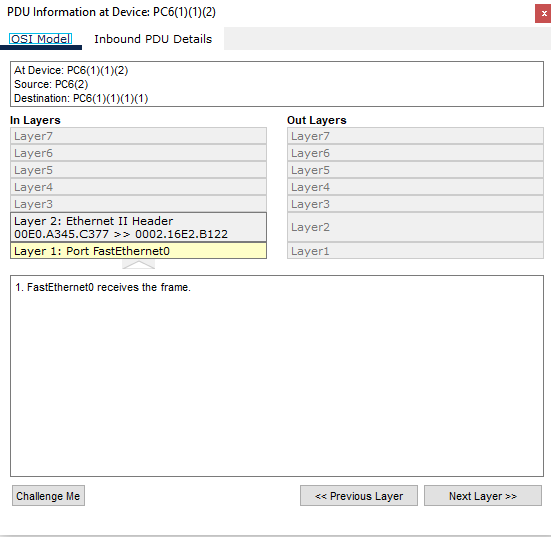 PDU Information at Device: PC6(1)(1)(2)
x
OSI Model
Inbound PDU Details
At Device: PC6(1)(1)(2)
Source: PC6(2)
Destination: PC6(1)(1)(1)(1)
In Layers
Out Layers
Layer7
Layer6
Layer5
Layer4
Layer3
Layer 2: Ethernet II Header
00E0.A345.C377 >> 0002.16E2.B122
Layer 1: Port FastEthernet0
Layer7
Layer6
Layer5
Layer4
Layer3
Layer2
Layer1
1. FastEthernet0 receives the frame.
Challenge Me
<< Previous Layer
Next Layer >>